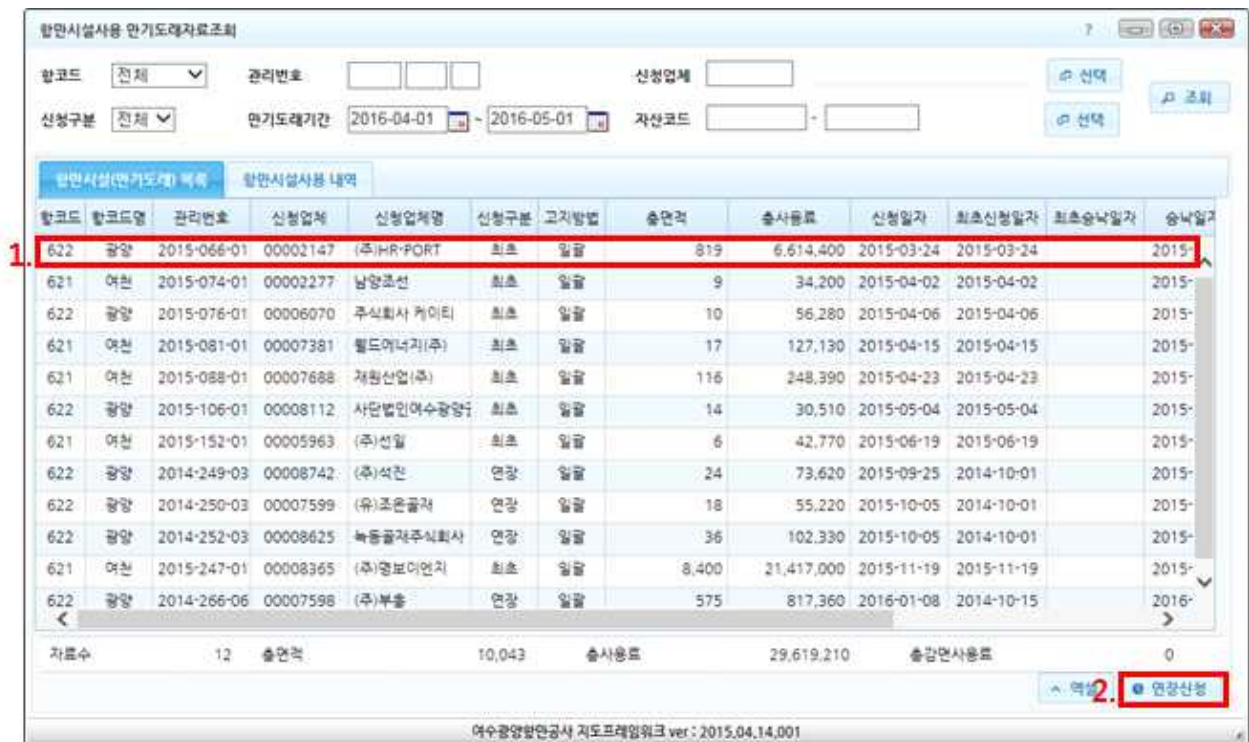 항만시설사용 만기도래자료조회 ?
항코드 전체 관리번호 신청업체 선택
조회
신청구분 전체 만기도래기간 2016-04-01 ~ 2016-05-01 자산코드 - 선택
항만시설(만기도래) 목록 항만시설사용 내역
항코드 항코드명 관리번호 신청업체 신청업체명 신청구분 고지방법 총면적 총사용료 신청일자 최초신청일자 최초승낙일자 승낙일자
1. 622 광양 2015-066-01 00002147 (주)HR-PORT 최초 일괄 819 6,614,400 2015-03-24 2015-03-24 2015-
621 여천 2015-074-01 00002277 남양조선 최초 일괄 9 34,200 2015-04-02 2015-04-02 2015-
622 광양 2015-076-01 00006070 주식회사 케이티 최초 일괄 10 56,280 2015-04-06 2015-04-06 2015-
621 여천 2015-081-01 00007381 월드에너지(주) 최초 일괄 17 127,130 2015-04-15 2015-04-15 2015-
621 여천 2015-088-01 00007688 재원산업(주) 최초 일괄 116 248,390 2015-04-23 2015-04-23 2015-
622 광양 2015-106-01 00008112 사단법인여수광양 최초 일괄 14 30,510 2015-05-04 2015-05-04 2015-
621 여천 2015-152-01 00005963 (주)선일 최초 일괄 6 42,770 2015-06-19 2015-06-19 2015-
622 광양 2014-249-03 00008742 (주)석진 연장 일괄 24 73,620 2015-09-25 2014-10-01 2015-
622 광양 2014-250-03 00007599 (유)조은골재 연장 일괄 18 55,220 2015-10-05 2014-10-01 2015-
622 광양 2014-252-03 00008625 녹동골재주식회사 연장 일괄 36 102,330 2015-10-05 2014-10-01 2015-
621 여천 2015-247-01 00008365 (주)명보이엔지 최초 일괄 8,400 21,417,000 2015-11-19 2015-11-19 2015-
622 광양 2014-266-06 00007598 (주)부흥 연장 일괄 575 817,360 2016-01-08 2014-10-15 2016-
자료수 12 총면적 10,043 총사용료 29,619,210 총감면사용료 0
엑셀 2. 연장신청
여수광양항만공사 지도프레임워크 ver : 2015.04.14.001